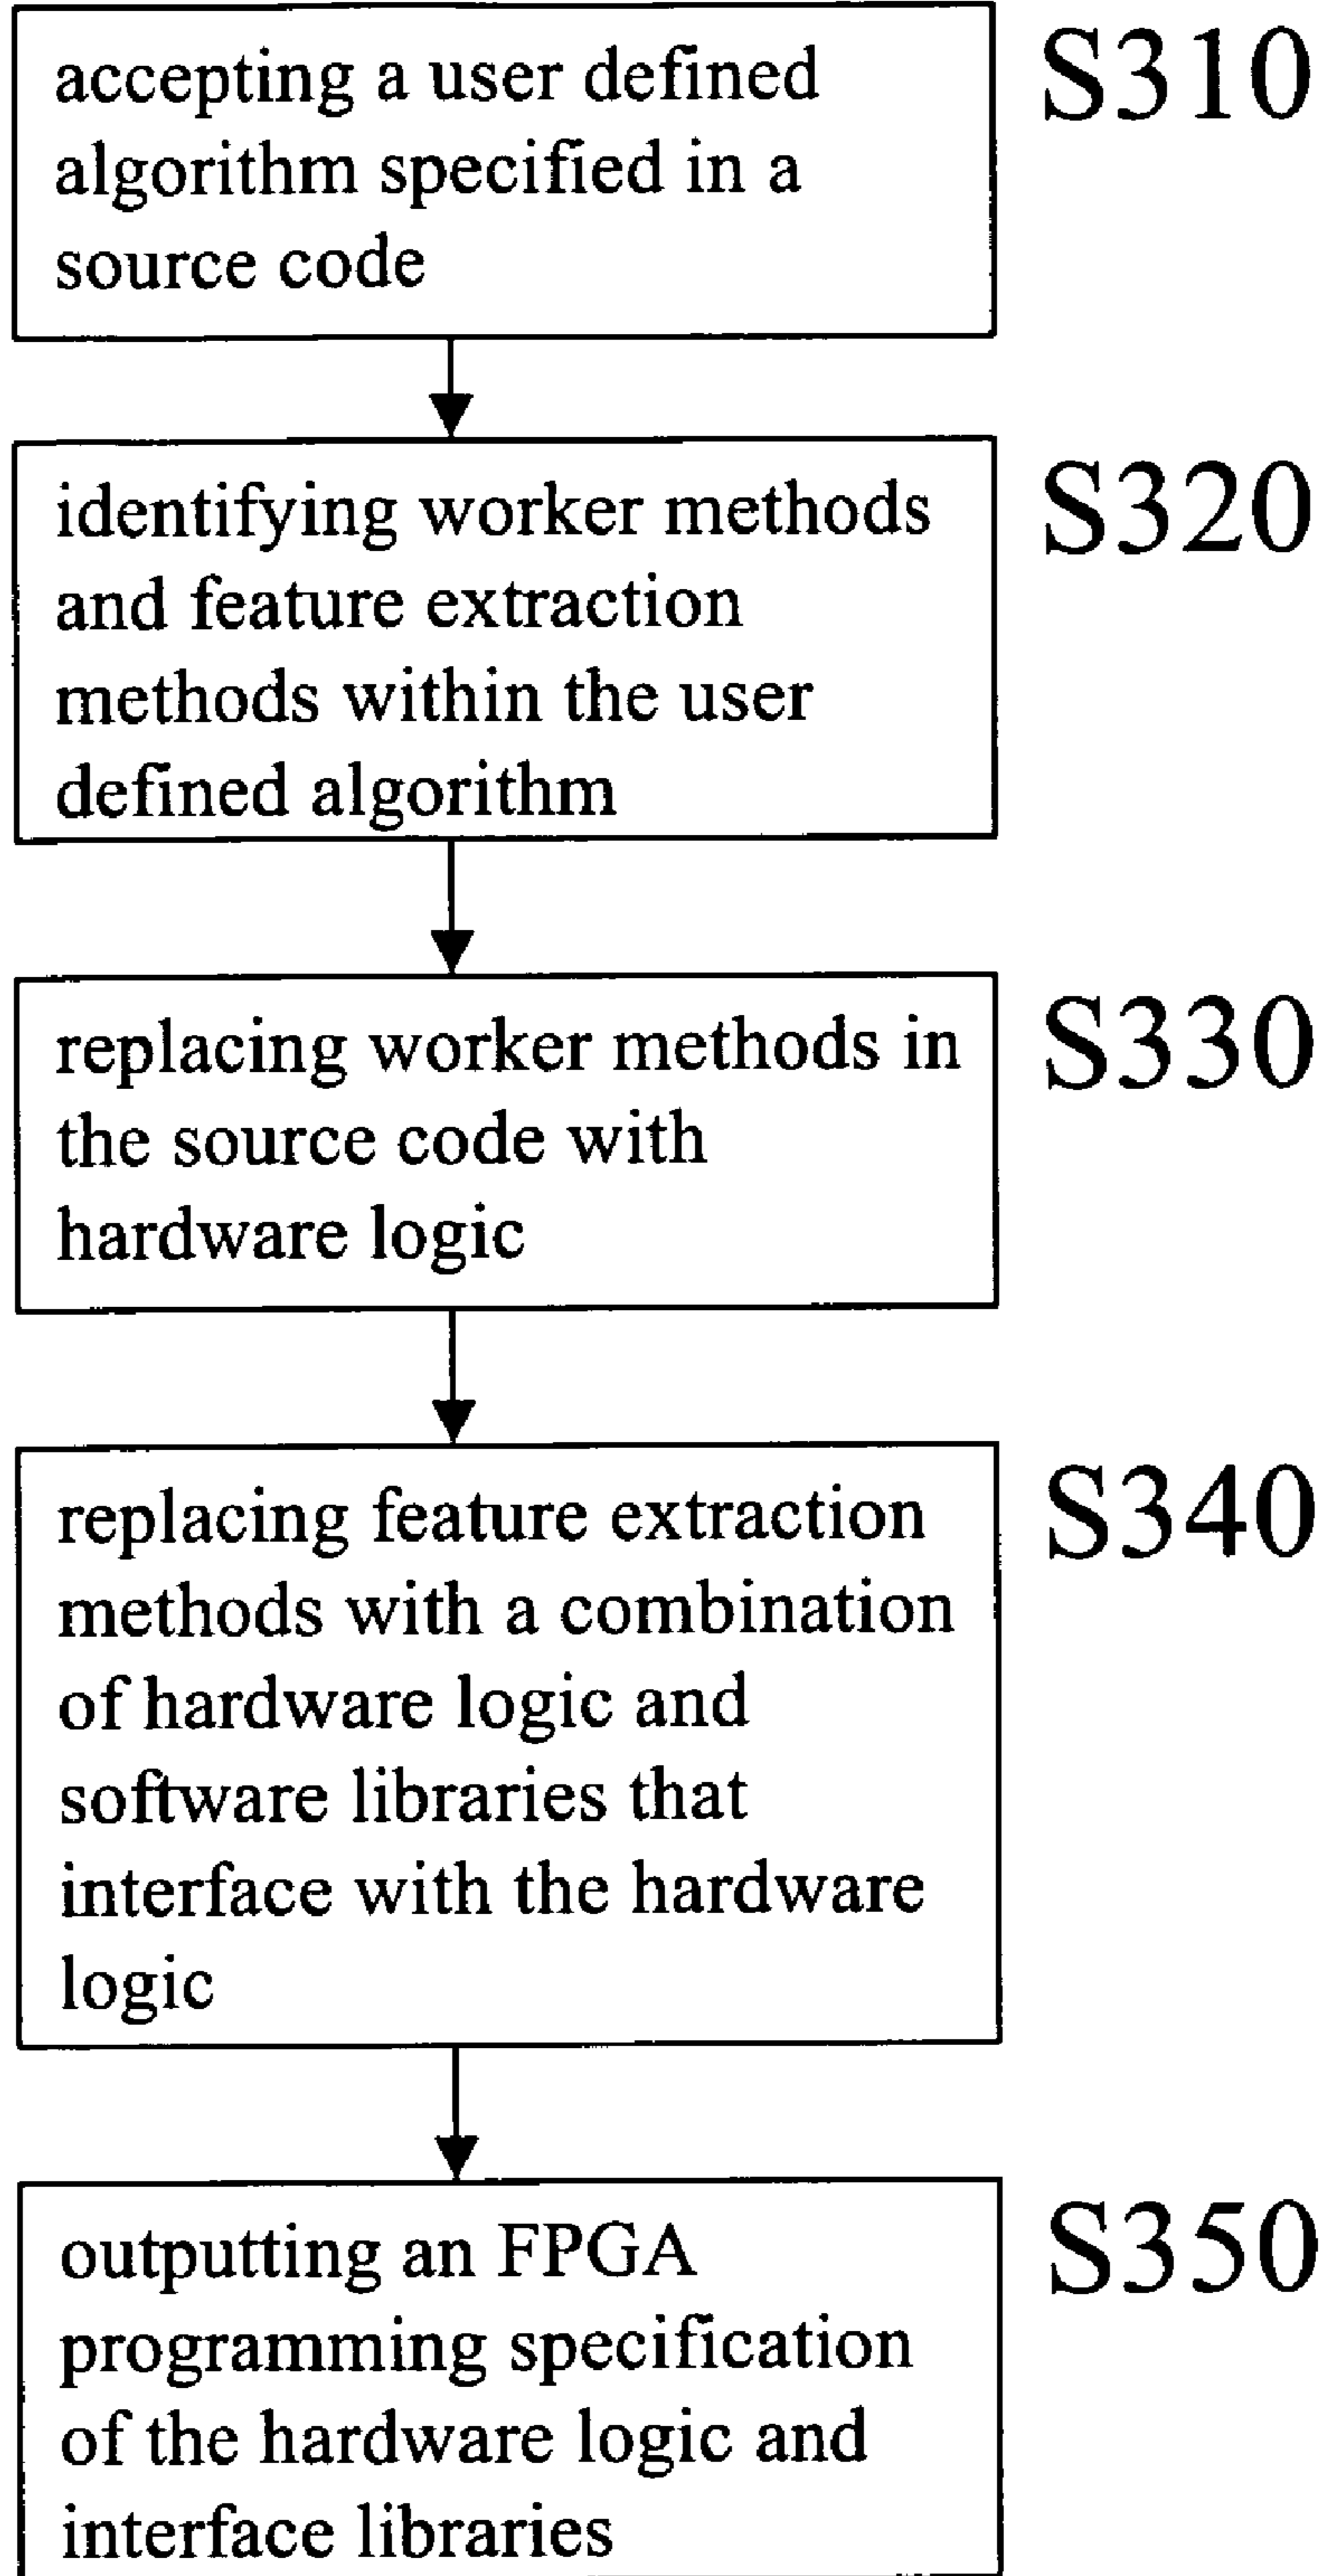 accepting a user defined
algorithm specified in a
source code
S310
identifying worker methods
and feature extraction
methods within the user
defined algorithm
S320
replacing worker methods in
the source code with
hardware logic
S330
replacing feature extraction
methods with a combination
of hardware logic and
software libraries that
interface with the hardware
logic
S340
outputting an FPGA
programming specification
of the hardware logic and
interface libraries
S350